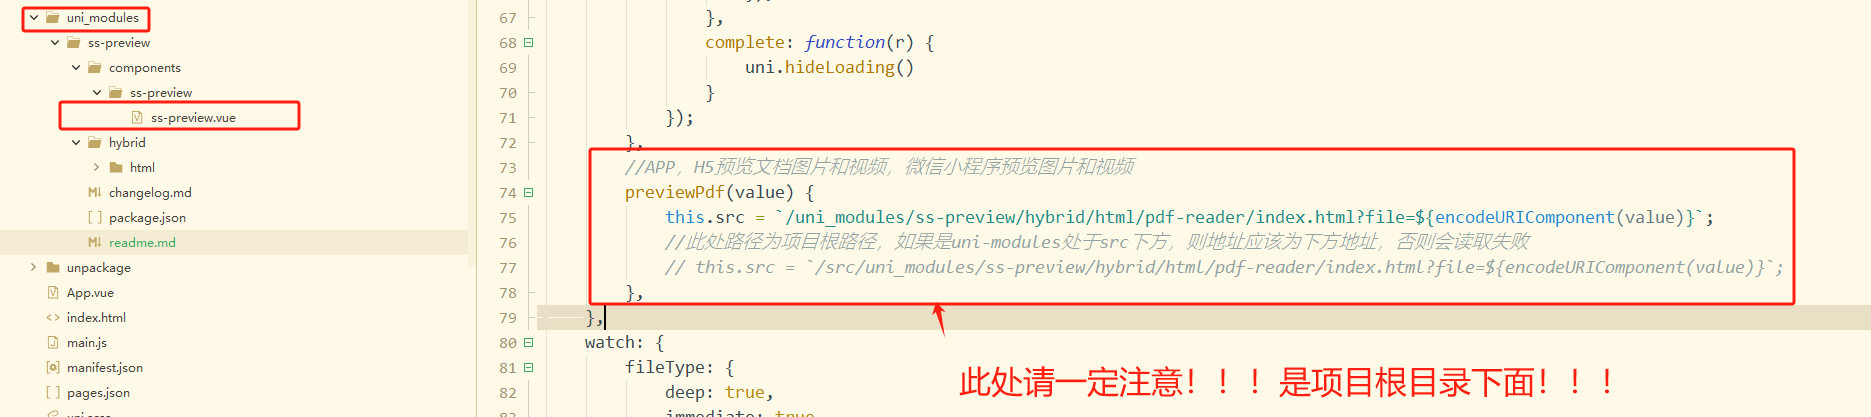 uni_modules
ss-preview
components
ss-preview
ss-preview.vue
hybrid
html
changelog.md
package.json
readme.md
unpackage
App.vue
index.html
main.js
manifest.json
pages.json
67 },
68 complete: function(r) {
69 uni.hideLoading()
70 }
71 });
72 },
73 //APP，H5预览文档图片和视频，微信小程序预览图片和视频
74 previewPdf(value) {
75 this.src = `/uni_modules/ss-preview/hybrid/html/pdf-reader/index.html?file=${encodeURIComponent(value)}`;
76 //此处路径为项目根路径，如果是uni-modules处于src下方，则地址应该为下方地址，否则会读取失败
77 // this.src = `/src/uni_modules/ss-preview/hybrid/html/pdf-reader/index.html?file=${encodeURIComponent(value)}`;
78 },
79 },
80 watch: {
81 fileType: {
82 deep: true,
immediate: true
此处请一定注意！！！是项目根目录下面！！！